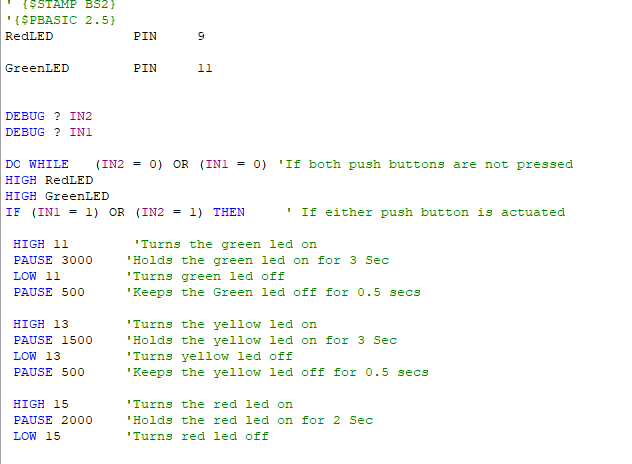 ' {$STAMP BS2}
'{$PBASIC 2.5}
RedLED PIN 9
GreenLED PIN 11
DEBUG ? IN2
DEBUG ? IN1
DO WHILE (IN2 = 0) OR (IN1 = 0) 'If both push buttons are not pressed
HIGH RedLED
HIGH GreenLED
IF (IN1 = 1) OR (IN2 = 1) THEN ' If either push button is actuated
HIGH 11 'Turns the green led on
PAUSE 3000 'Holds the green led on for 3 Sec
LOW 11 'Turns green led off
PAUSE 500 'Keeps the Green led off for 0.5 secs
HIGH 13 'Turns the yellow led on
PAUSE 1500 'Holds the yellow led on for 3 Sec
LOW 13 'Turns yellow led off
PAUSE 500 'Keeps the yellow led off for 0.5 secs
HIGH 15 'Turns the red led on
PAUSE 2000 'Holds the red led on for 2 Sec
LOW 15 'Turns red led off